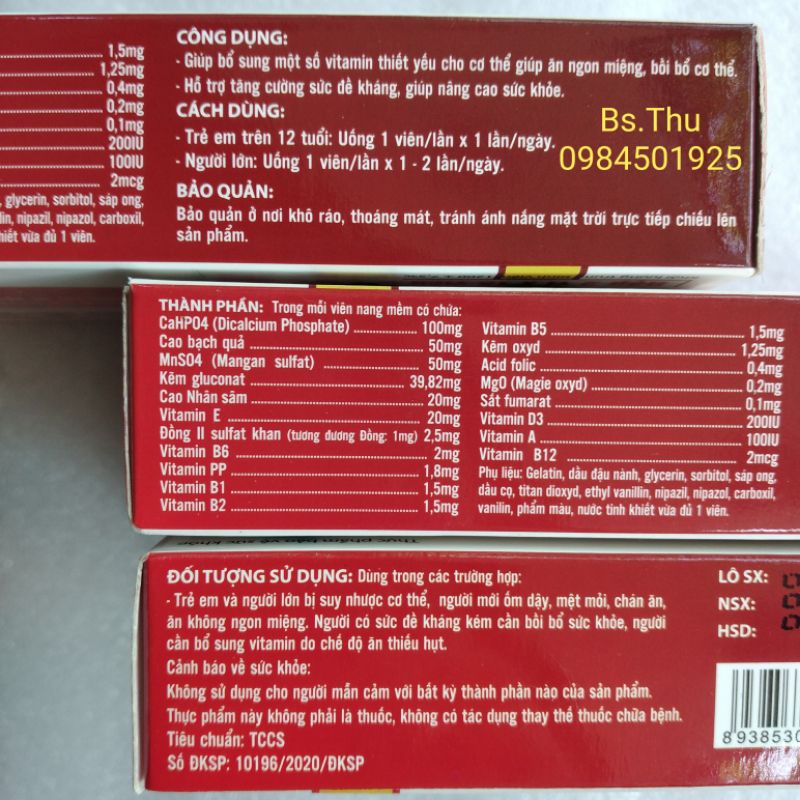 1,5mg
1,25mg
0,4mg
0,2mg
0,1mg
200IU
100IU
2mcg
glycerin, sorbitol, sáp ong,
nipazil, nipazol, carboxil,
khiết vừa đủ 1 viên.
CÔNG DỤNG:
- Giúp bổ sung một số vitamin thiết yếu cho cơ thể giúp ăn ngon miệng, bồi bổ cơ thể.
- Hỗ trợ tăng cường sức đề kháng, giúp nâng cao sức khỏe.
CÁCH DÙNG:
- Trẻ em trên 12 tuổi: Uống 1 viên/lần x 1 lần/ngày.
- Người lớn: Uống 1 viên/lần x 1 - 2 lần/ngày.
BẢO QUẢN:
Bảo quản ở nơi khô ráo, thoáng mát, tránh ánh nắng mặt trời trực tiếp chiếu lên
sản phẩm.
Bs.Thu
0984501925
THÀNH PHẦN: Trong mỗi viên nang mềm có chứa:
CaHPO4 (Dicalcium Phosphate) 100mg
Cao bạch quả 50mg
MnSO4 (Mangan sulfat) 50mg
Kẽm gluconat 39,82mg
Cao Nhân sâm 20mg
Vitamin E 20mg
Đồng II sulfat khan (tương đương Đồng: 1mg) 2,5mg
Vitamin B6 2mg
Vitamin PP 1,8mg
Vitamin B1 1,5mg
Vitamin B2 1,5mg
Vitamin B5 1,5mg
Kẽm oxyd 1,25mg
Acid folic 0,4mg
MgO (Magie oxyd) 0,2mg
Sắt fumarat 0,1mg
Vitamin D3 200IU
Vitamin A 100IU
Vitamin B12 2mcg
Phụ liệu: Gelatin, dầu đậu nành, glycerin, sorbitol, sáp ong,
dầu cọ, titan dioxyd, ethyl vanillin, nipazil, nipazol, carboxil,
vanilin, phẩm màu, nước tinh khiết vừa đủ 1 viên.
Thực phẩm bảo vệ sức khỏe
ĐỐI TƯỢNG SỬ DỤNG: Dùng trong các trường hợp:
- Trẻ em và người lớn bị suy nhược cơ thể, người mới ốm dậy, mệt mỏi, chán ăn,
ăn không ngon miệng. Người có sức đề kháng kém cần bồi bổ sức khỏe, người
cần bổ sung vitamin do chế độ ăn thiếu hụt.
Cảnh báo về sức khỏe:
Không sử dụng cho người mẫn cảm với bất kỳ thành phần nào của sản phẩm.
Thực phẩm này không phải là thuốc, không có tác dụng thay thế thuốc chữa bệnh.
Tiêu chuẩn: TCCS
Số ĐKSP: 10196/2020/ĐKSP
LÔ SX:
NSX:
HSD:
8 938530